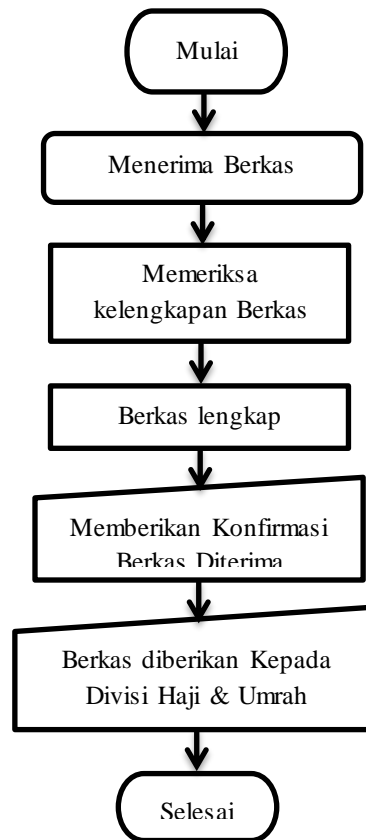 Mulai
Menerima Berkas
Memeriksa
kelengkapan Berkas
Berkas lengkap
Memberikan Konfirmasi
Berkas Diterima
Berkas diberikan Kepada
Divisi Haji & Umrah
Selesai